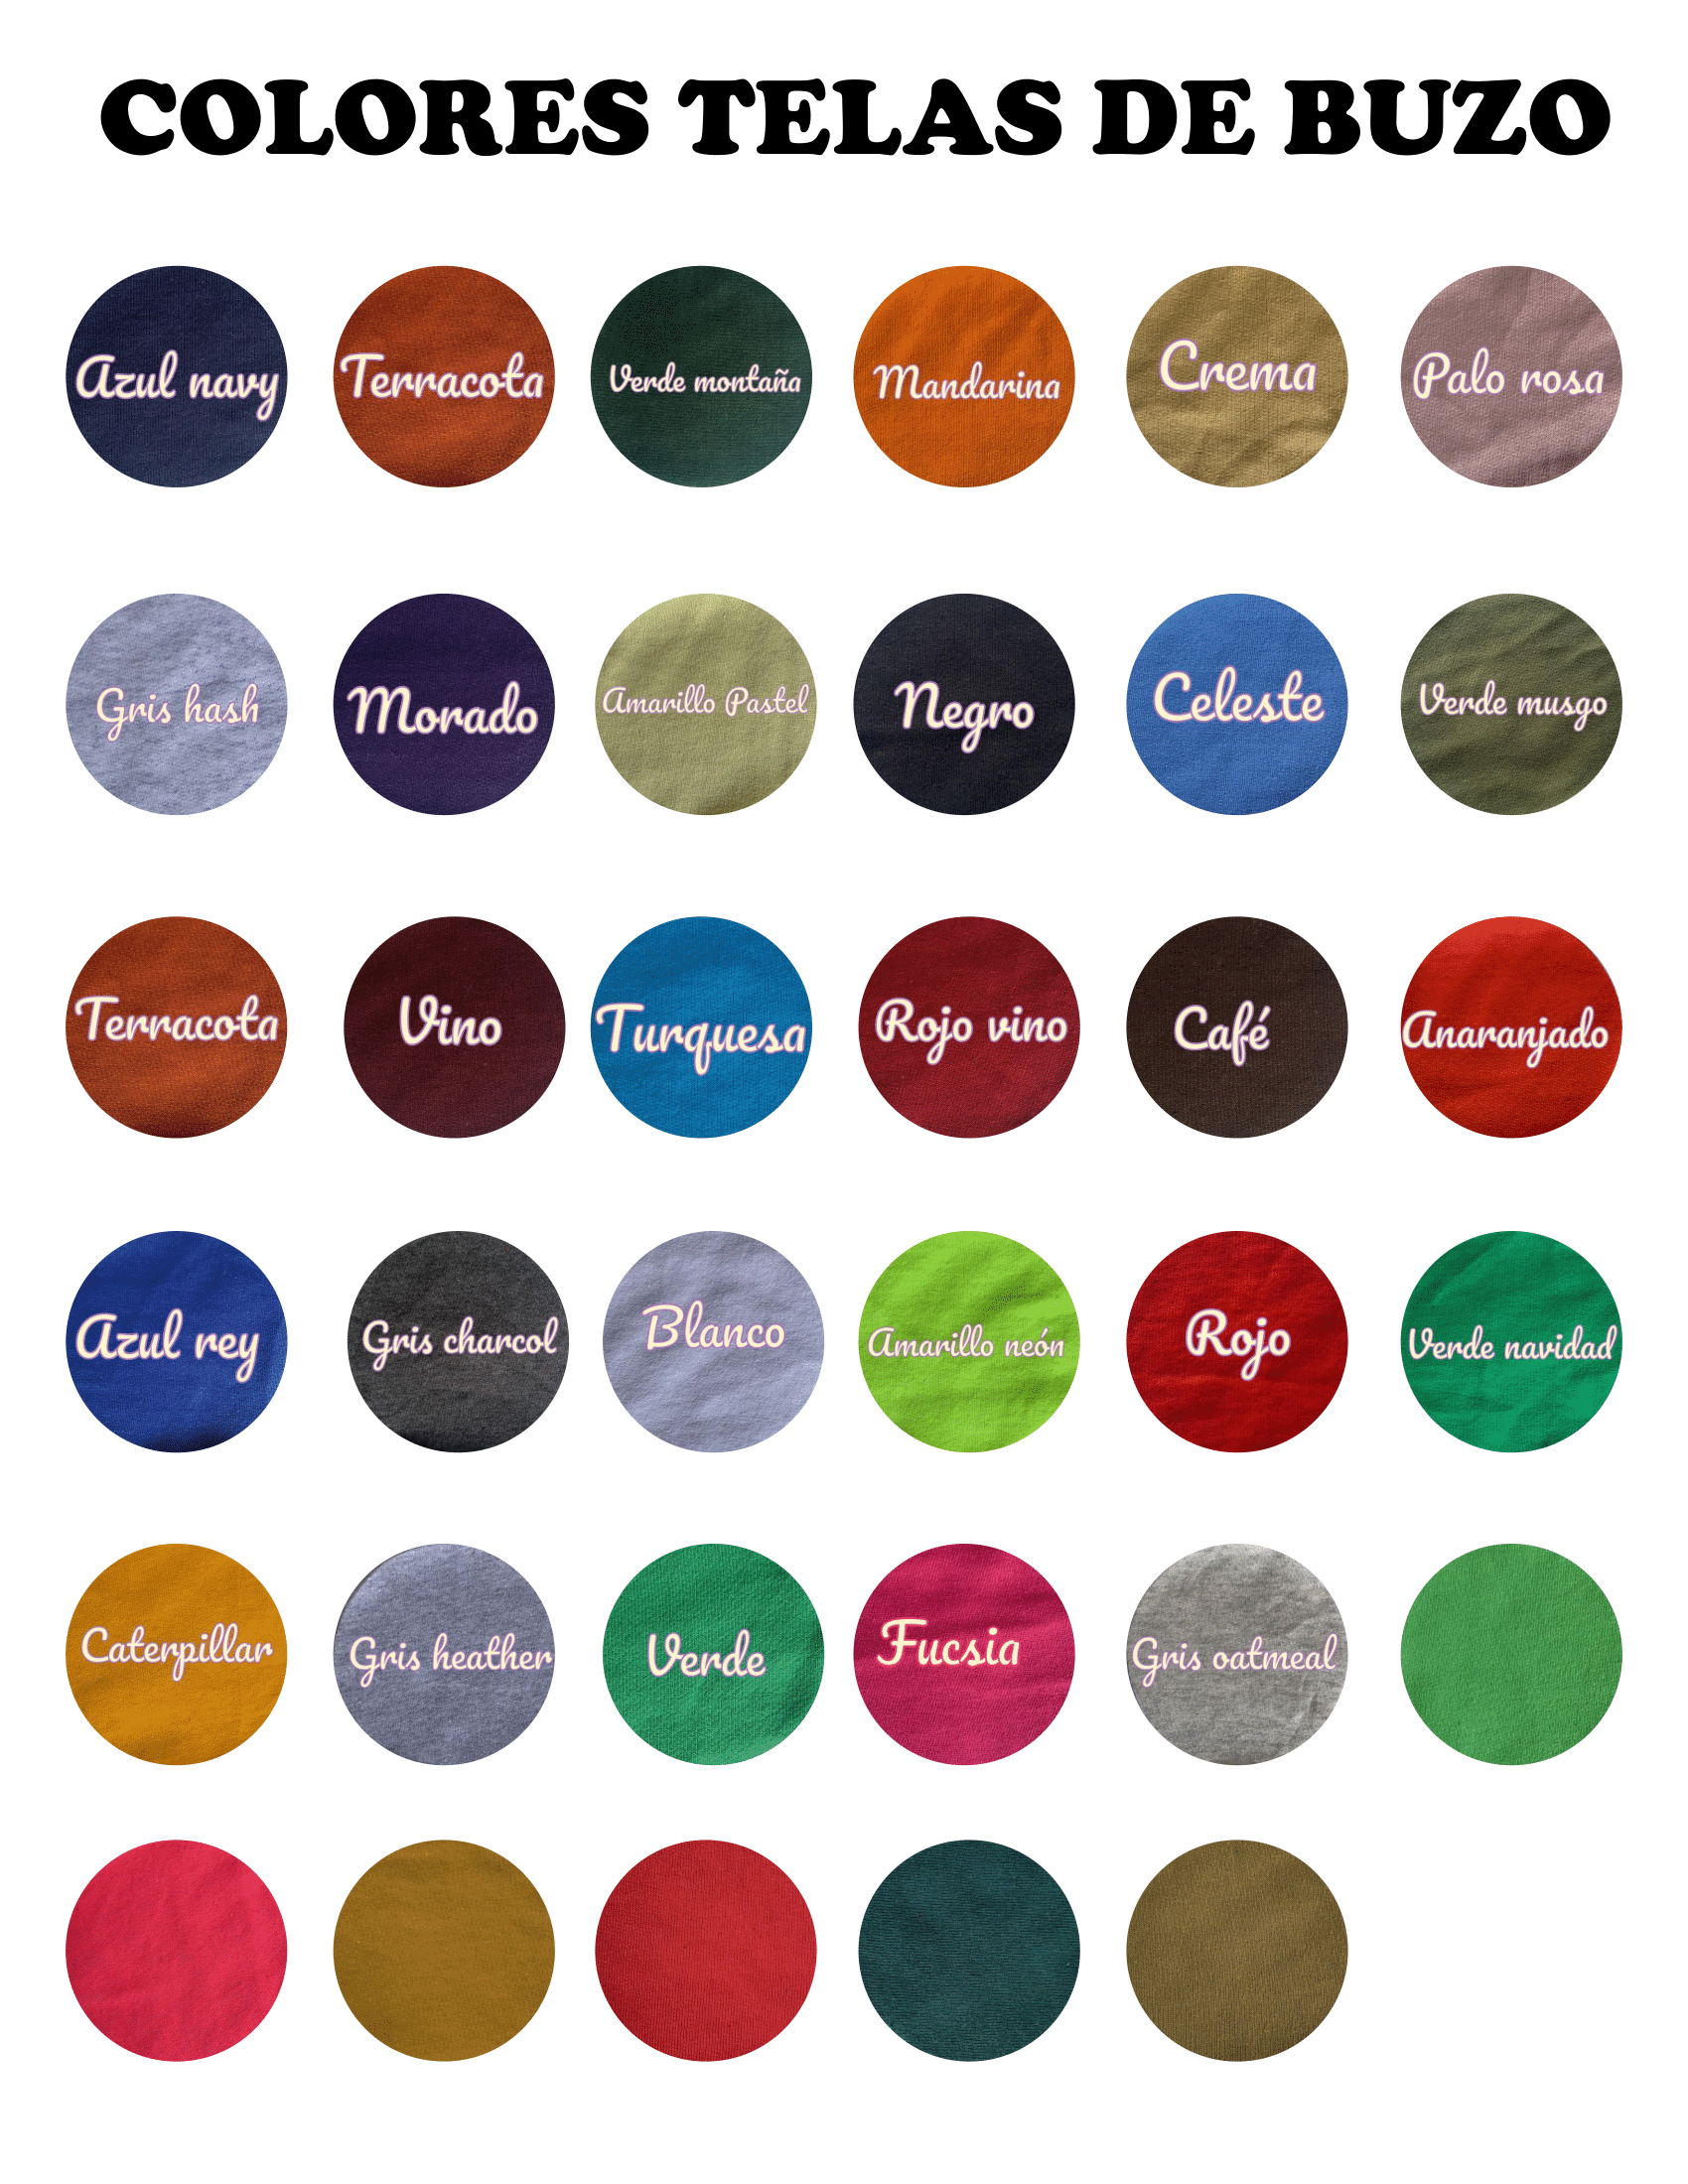 COLORES TELAS DE BUZO
Azul navy
Terracota
Verde montaña
Mandarina
Crema
Palo rosa
Gris hash
Morado
Amarillo Pastel
Negro
Celeste
Verde musgo
Terracota
Vino
Turquesa
Rojo vino
Café
Anaranjado
Azul rey
Gris charcol
Blanco
Amarillo neón
Rojo
Verde navidad
Caterpillar
Gris heather
Verde
Fucsia
Gris oatmeal